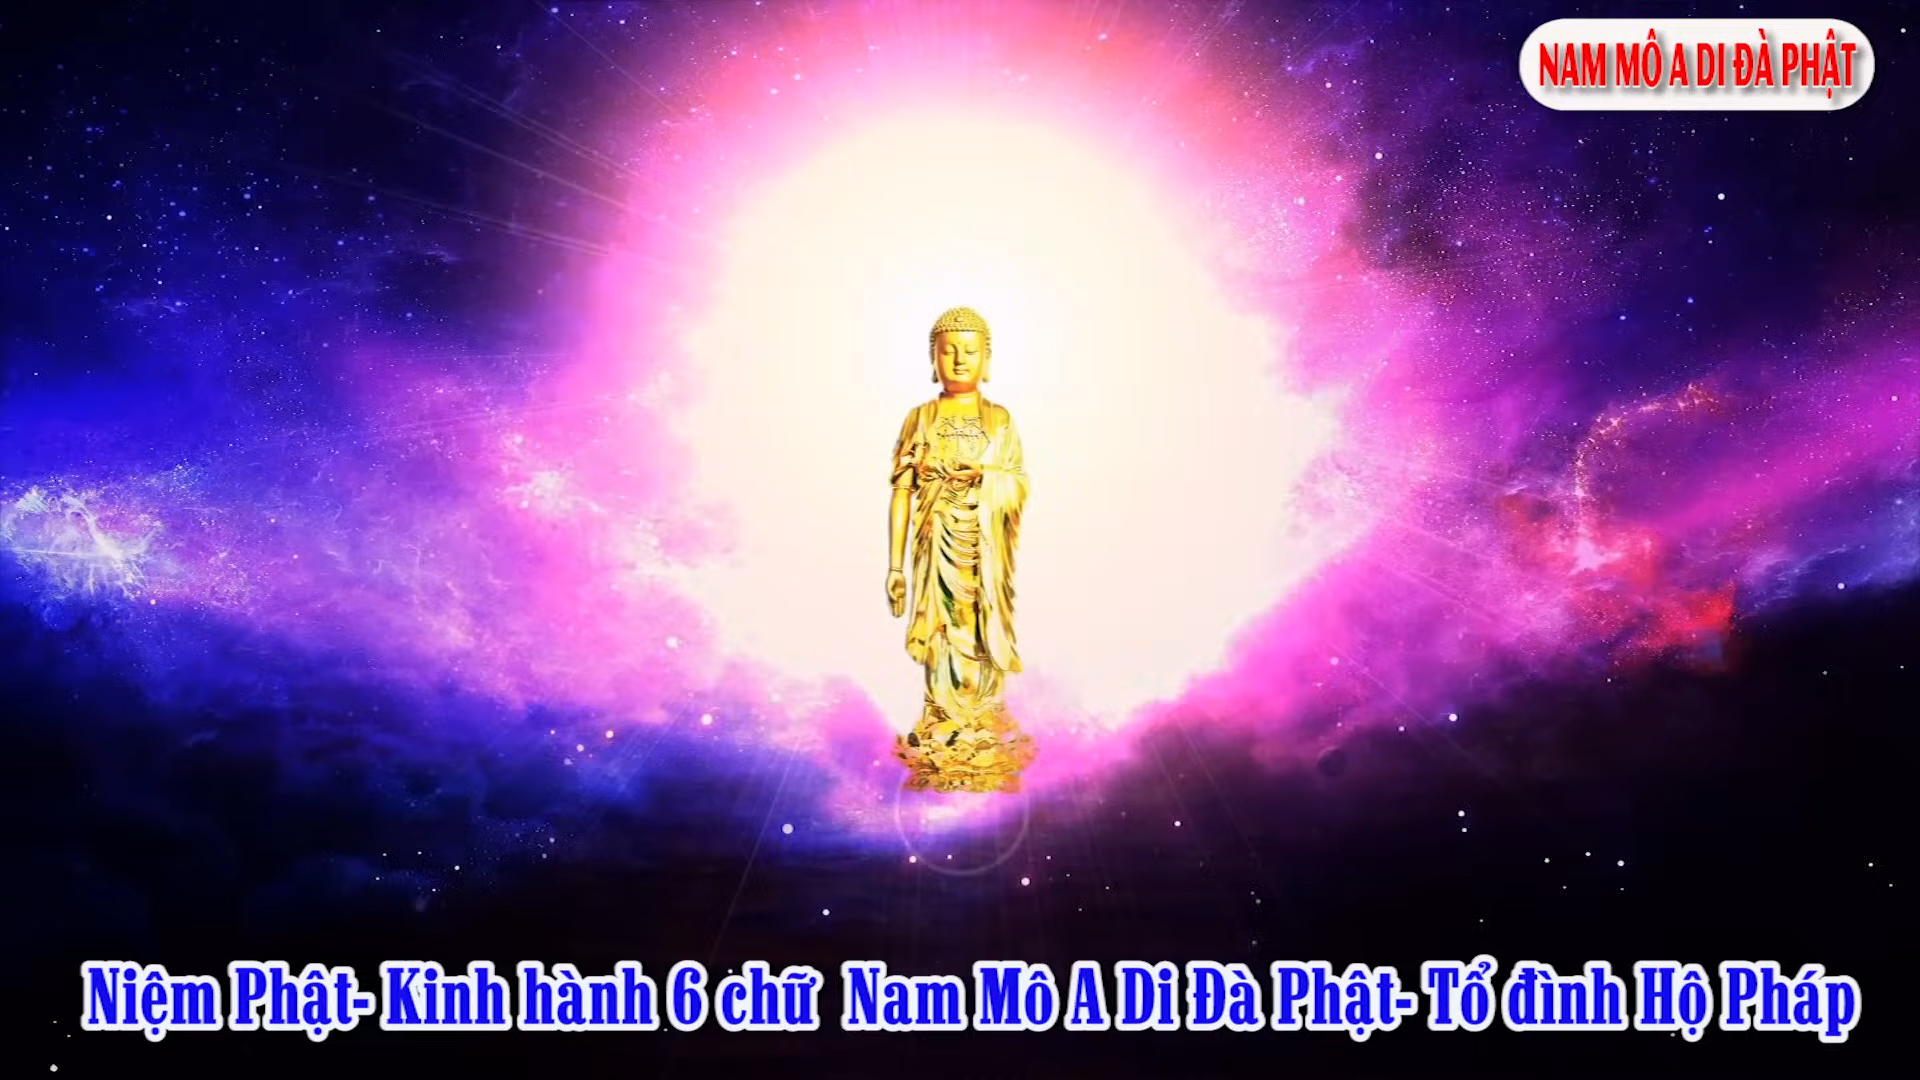 NAM MÔ A DI ĐÀ PHẬT
Niệm Phật- Kinh hành 6 chữ Nam Mô A Di Đà Phật- Tổ đình Hộ Pháp